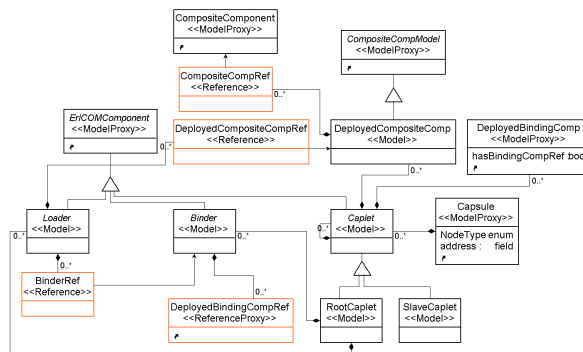 CompositeComponent
<<ModelProxy>>
CompositeCompModel
<<ModelProxy>>
CompositeCompRef
<<Reference>>
0..*
ErlCOMComponent
<<ModelProxy>>
0..*
DeployedCompositeCompRef
<<Reference>>
DeployedCompositeComp
<<Model>>
DeployedBindingComp
<<ModelProxy>>
hasBindingCompRef bool
0..*
0..*
Loader
<<Model>>
0..*
Binder
<<Model>>
0..*
Caplet
<<Model>>
0..*
0..*
Capsule
<<ModelProxy>>
NodeType enum
address : field
0..*
BinderRef
<<Reference>>
0..*
DeployedBindingCompRef
<<ReferenceProxy>>
RootCaplet
<<Model>>
SlaveCaplet
<<Model>>